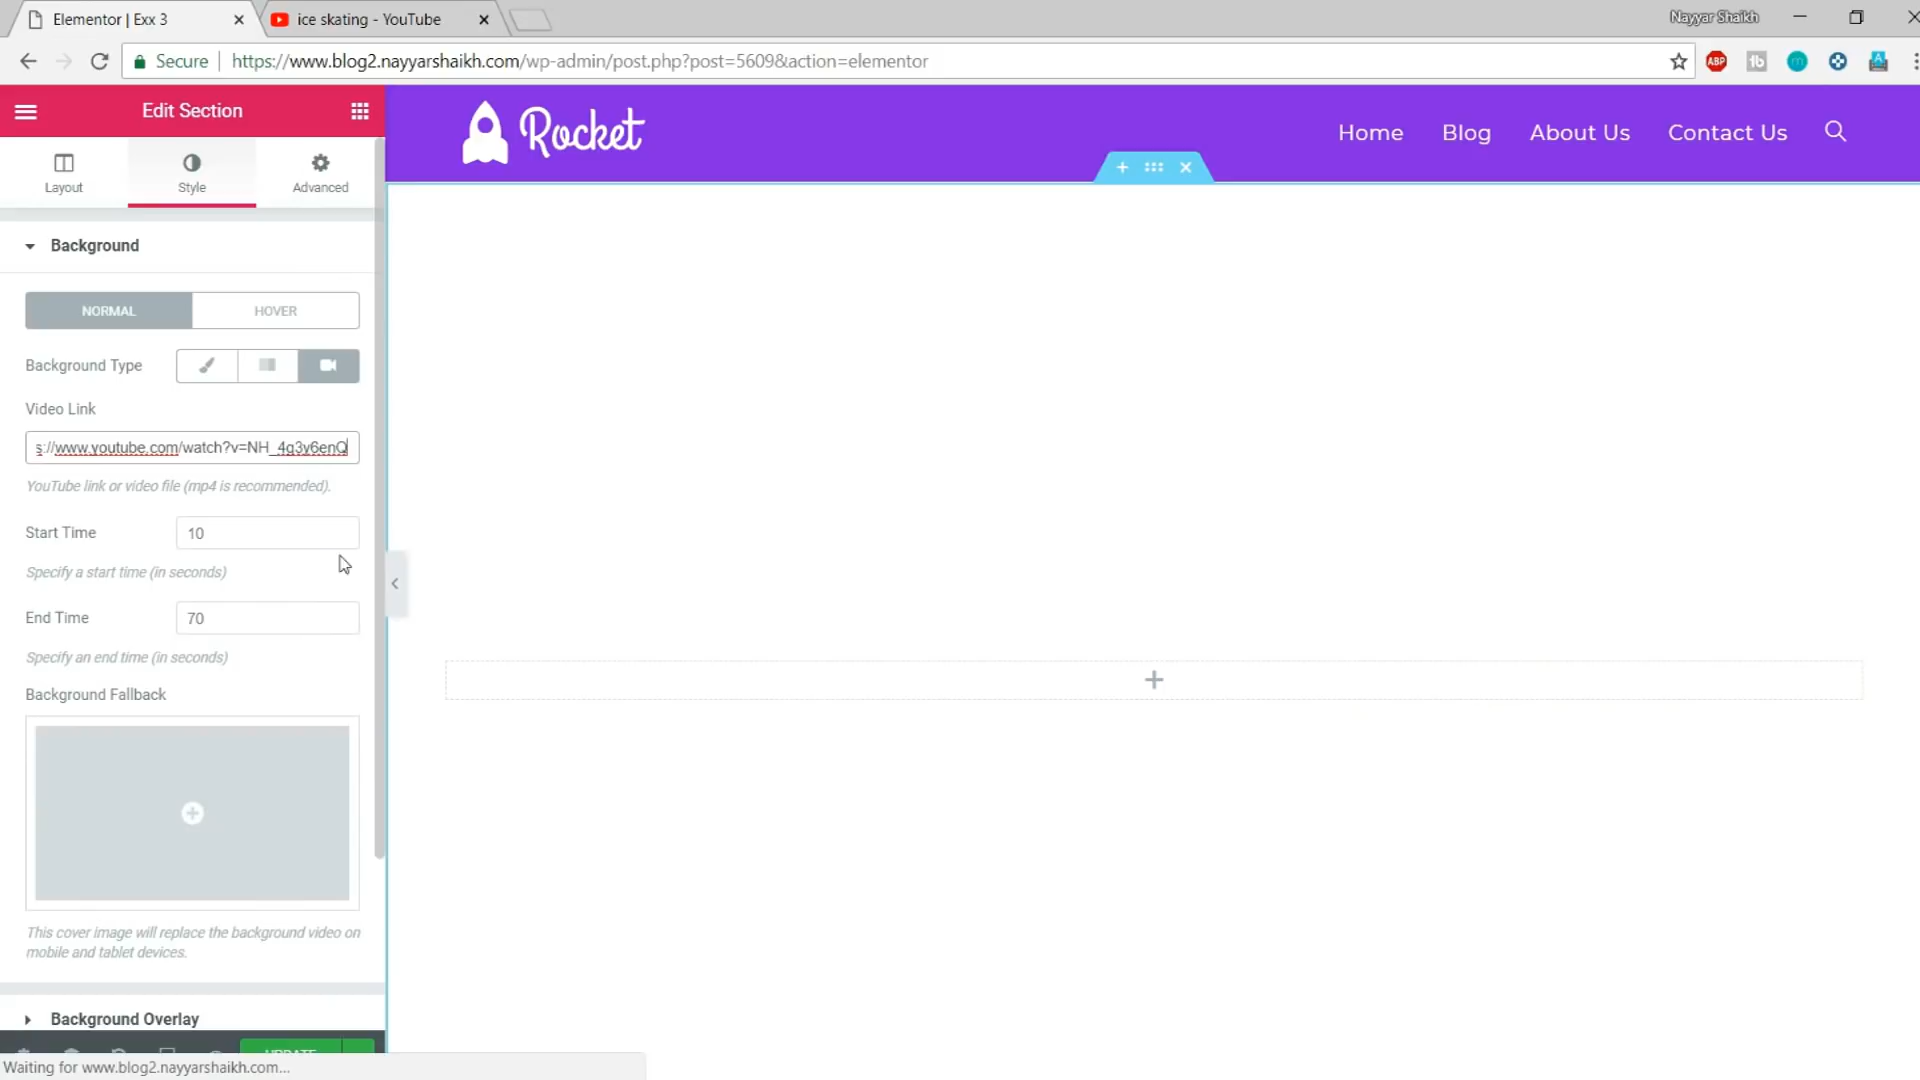 Elementor | Exx 3
ice skating - YouTube
Nayyar Shaikh
Secure
https://www.blog2.nayyarshaikh.com/wp-admin/post.php?post=5609&action=elementor
ABP
Edit Section
Rocket
Home
Blog
About Us
Contact Us
Layout
Style
Advanced
Background
NORMAL
HOVER
Background Type
Video Link
s://www.youtube.com/watch?v=NH_4g3y6enQ
YouTube link or video file (mp4 is recommended).
Start Time
10
Specify a start time (in seconds)
End Time
70
Specify an end time (in seconds)
Background Fallback
This cover image will replace the background video on
mobile and tablet devices.
Background Overlay
UPDATE
Waiting for www.blog2.nayyarshaikh.com...